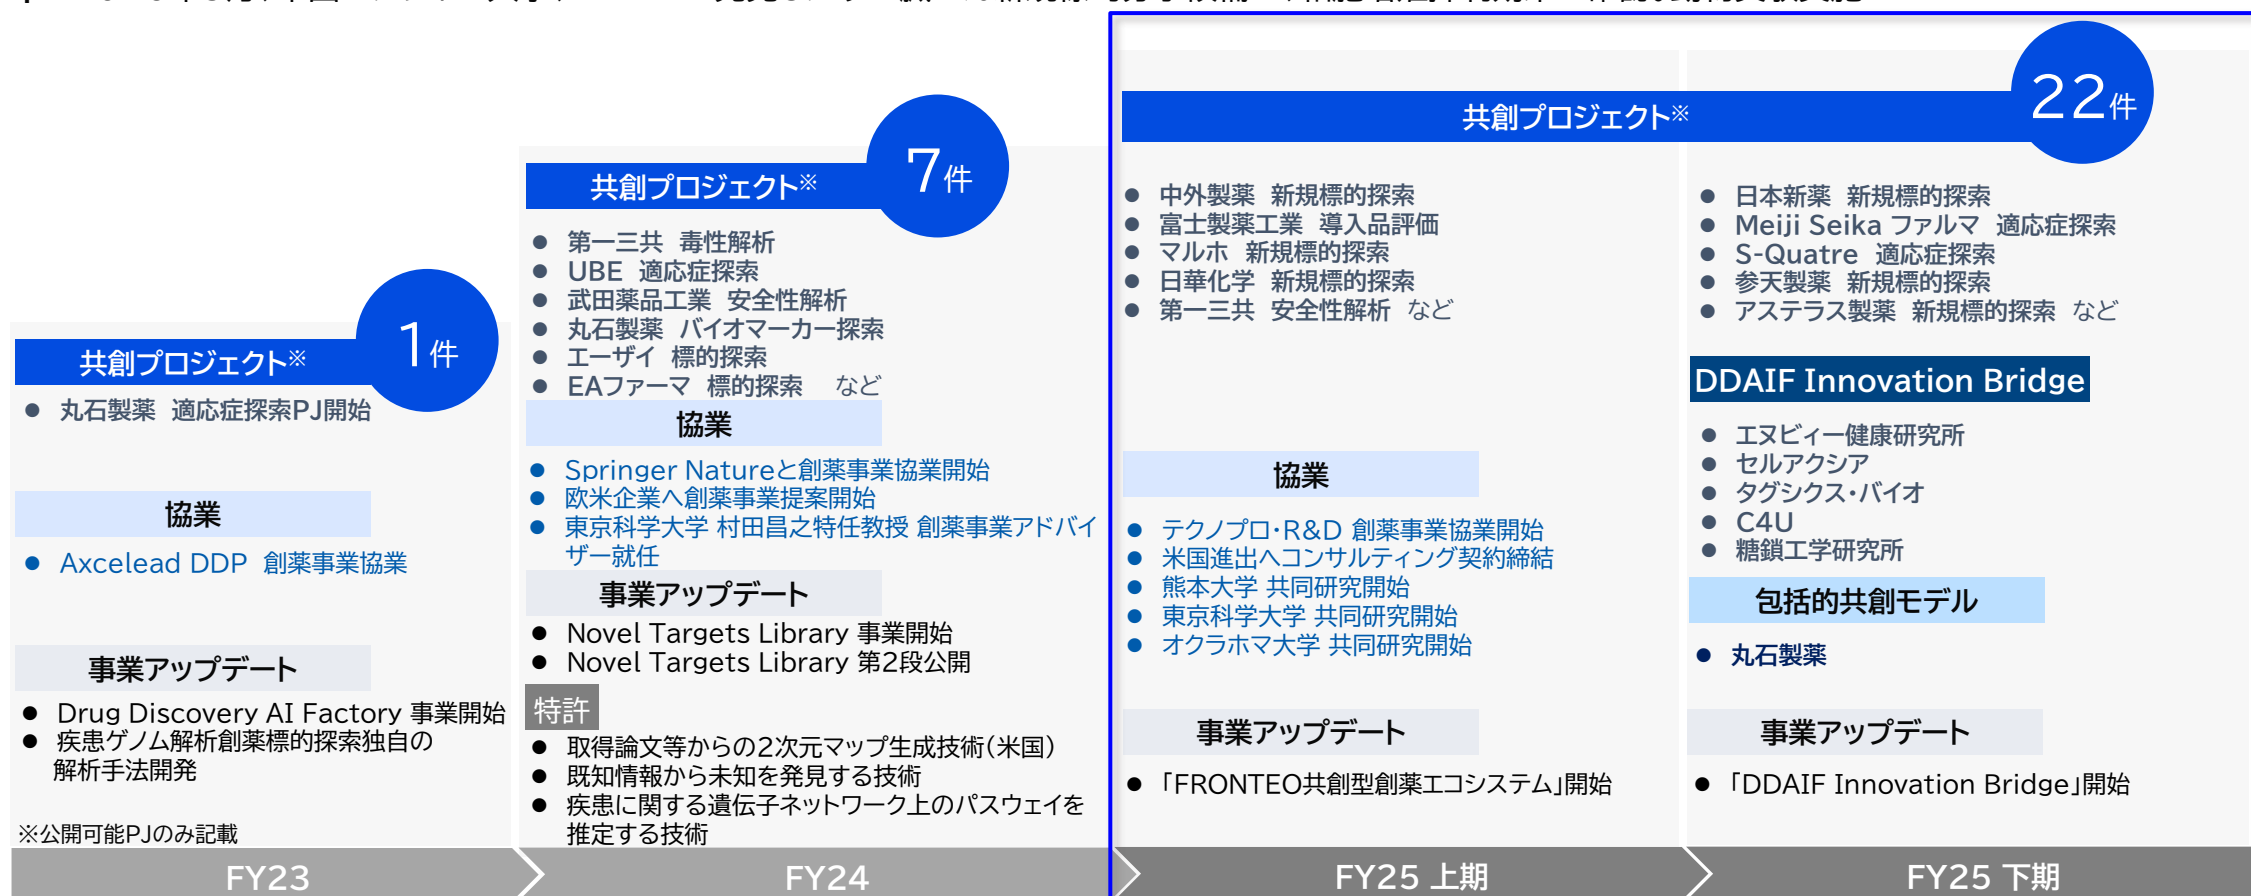 共創プロジェクト※
1件
● 丸石製薬 適応症探索PJ開始
協業
● Axcelead DDP 創薬事業協業
事業アップデート
● Drug Discovery AI Factory 事業開始
● 疾患ゲノム解析創薬標的探索独自の
解析手法開発
※公開可能PJのみ記載
FY23
共創プロジェクト※
7件
● 第一三共 毒性解析
● UBE 適応症探索
● 武田薬品工業 安全性解析
● 丸石製薬 バイオマーカー探索
● エーザイ 標的探索
● EAファーマ 標的探索 など
協業
● Springer Natureと創薬事業協業開始
● 欧米企業へ創薬事業提案開始
● 東京科学大学 村田昌之特任教授 創薬事業アドバイ
ザー就任
事業アップデート
● Novel Targets Library 事業開始
● Novel Targets Library 第2段公開
特許
● 取得論文等からの2次元マップ生成技術(米国)
● 既知情報から未知を発見する技術
● 疾患に関する遺伝子ネットワーク上のパスウェイを
推定する技術
FY24
共創プロジェクト※
22件
● 中外製薬 新規標的探索
● 富士製薬工業 導入品評価
● マルホ 新規標的探索
● 日華化学 新規標的探索
● 第一三共 安全性解析 など
協業
● テクノプロ・R&D 創薬事業協業開始
● 米国進出へコンサルティング契約締結
● 熊本大学 共同研究開始
● 東京科学大学 共同研究開始
● オクラホマ大学 共同研究開始
事業アップデート
● 「FRONTEO共創型創薬エコシステム」開始
FY25 上期
● 日本新薬 新規標的探索
● Meiji Seika ファルマ 適応症探索
● S-Quatre 適応症探索
● 参天製薬 新規標的探索
● アステラス製薬 新規標的探索 など
DDAIF Innovation Bridge
● エヌビィー健康研究所
● セルアクシア
● タグシクス・バイオ
● C4U
● 糖鎖工学研究所
包括的共創モデル
● 丸石製薬
事業アップデート
● 「DDAIF Innovation Bridge」開始
FY25 下期